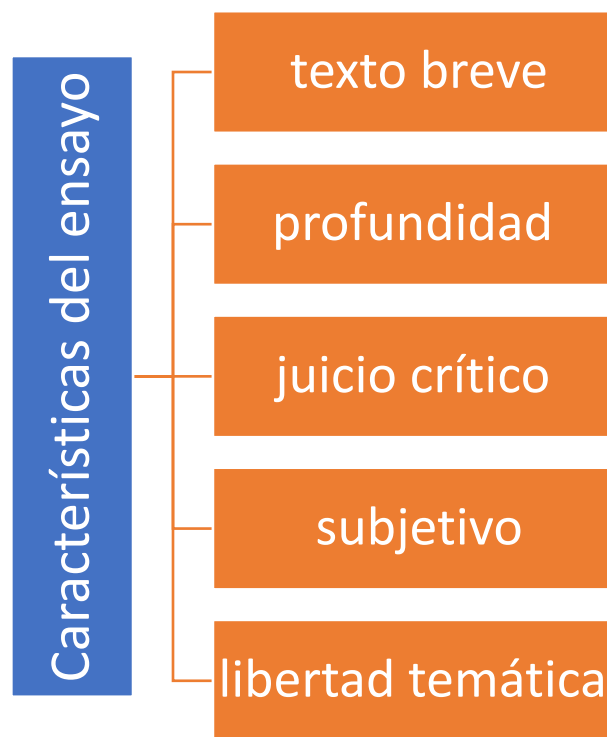 Características del ensayo
texto breve
profundidad
juicio crítico
subjetivo
libertad temática